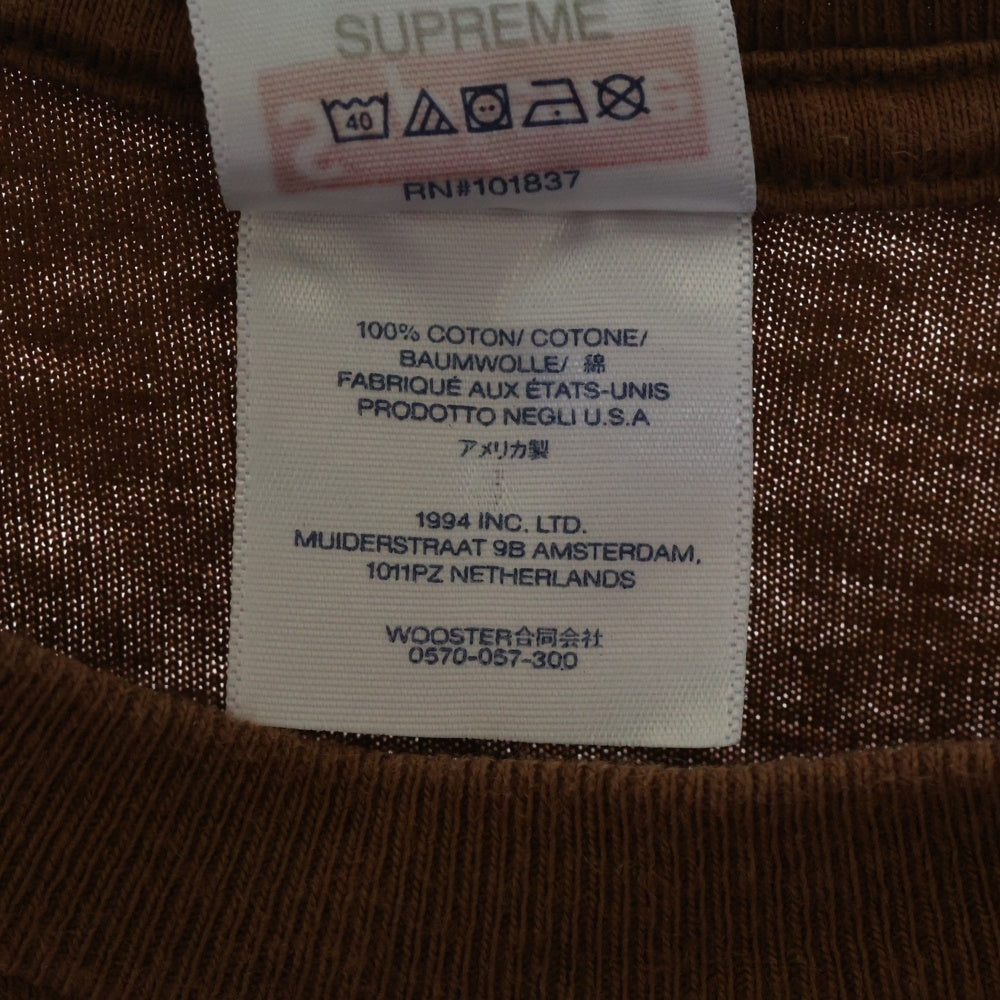 SUPREME
40
RN#101837
100% COTON/ COTONE/
BAUMWOLLE/ 綿
FABRIQUÉ AUX ÉTATS-UNIS
PRODOTTO NEGLI U.S.A
アメリカ製
1994 INC. LTD.
MUIDERSTRAAT 9B AMSTERDAM,
1011PZ NETHERLANDS
WOOSTER合同会社
0570-057-300